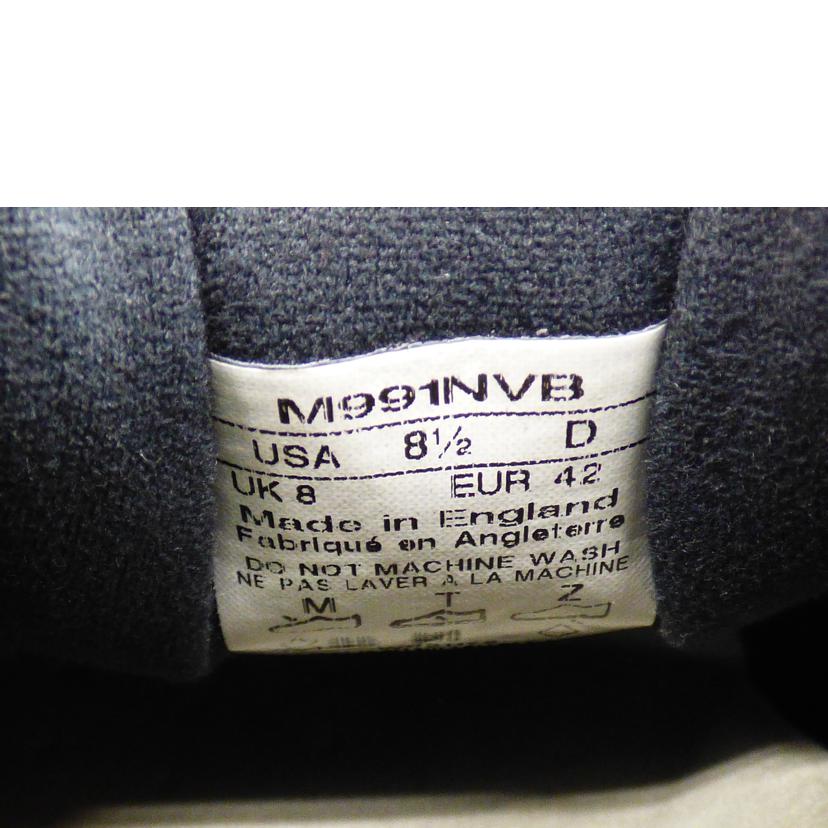 M991NVB
USA 8½ D
UK 8 EUR 42
Made in England
Fabriqué en Angleterre
DO NOT MACHINE WASH
NE PAS LAVER A LA MACHINE
M T Z